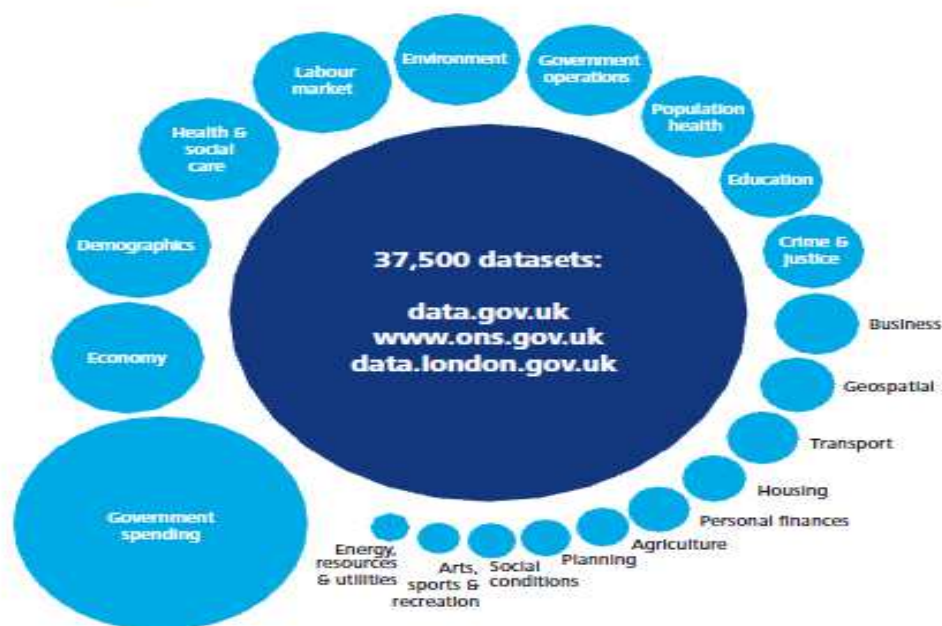 Environment
Government
operations
Labour
market
Population
health
Health &
social
care
Education
Demographics
Crime &
justice
37,500 datasets:
data.gov.uk
www.ons.gov.uk
data.london.gov.uk
Business
Economy
Geospatial
Transport
Housing
Personal finances
Government
spending
Agriculture
Planning
Social
conditions
Arts,
sports &
recreation
Energy,
resources
& utilities